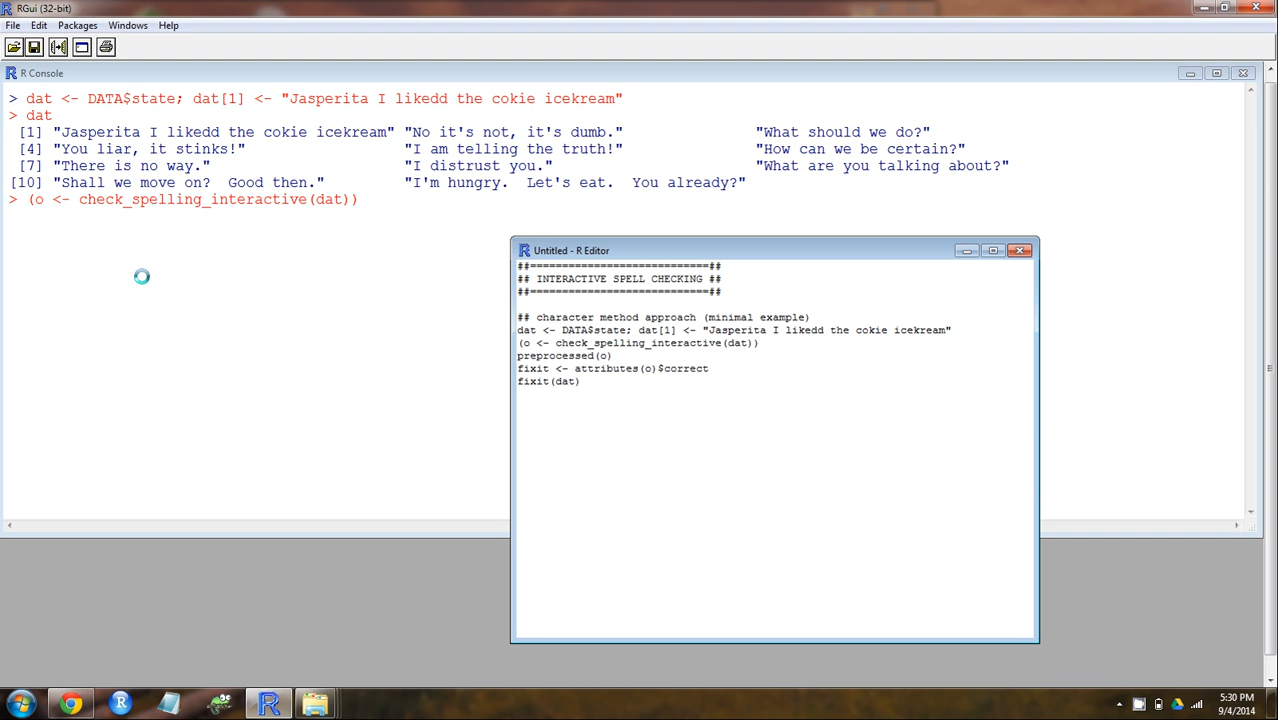 RGui (32-bit)
File Edit Packages Windows Help
R Console
> dat <- DATA$state; dat[1] <- "Jasperita I likedd the cokie icekream"
> dat
[1] "Jasperita I likedd the cokie icekream" "No it's not, it's dumb." "What should we do?"
[4] "You liar, it stinks!" "I am telling the truth!" "How can we be certain?"
[7] "There is no way." "I distrust you." "What are you talking about?"
[10] "Shall we move on?  Good then." "I'm hungry.  Let's eat.  You already?"
> (o <- check_spelling_interactive(dat))
Untitled - R Editor
##============================##
## INTERACTIVE SPELL CHECKING ##
##============================##
## character method approach (minimal example)
dat <- DATA$state; dat[1] <- "Jasperita I likedd the cokie icekream"
(o <- check_spelling_interactive(dat))
preprocessed(o)
fixit <- attributes(o)$correct
fixit(dat)
5:30 PM
9/4/2014